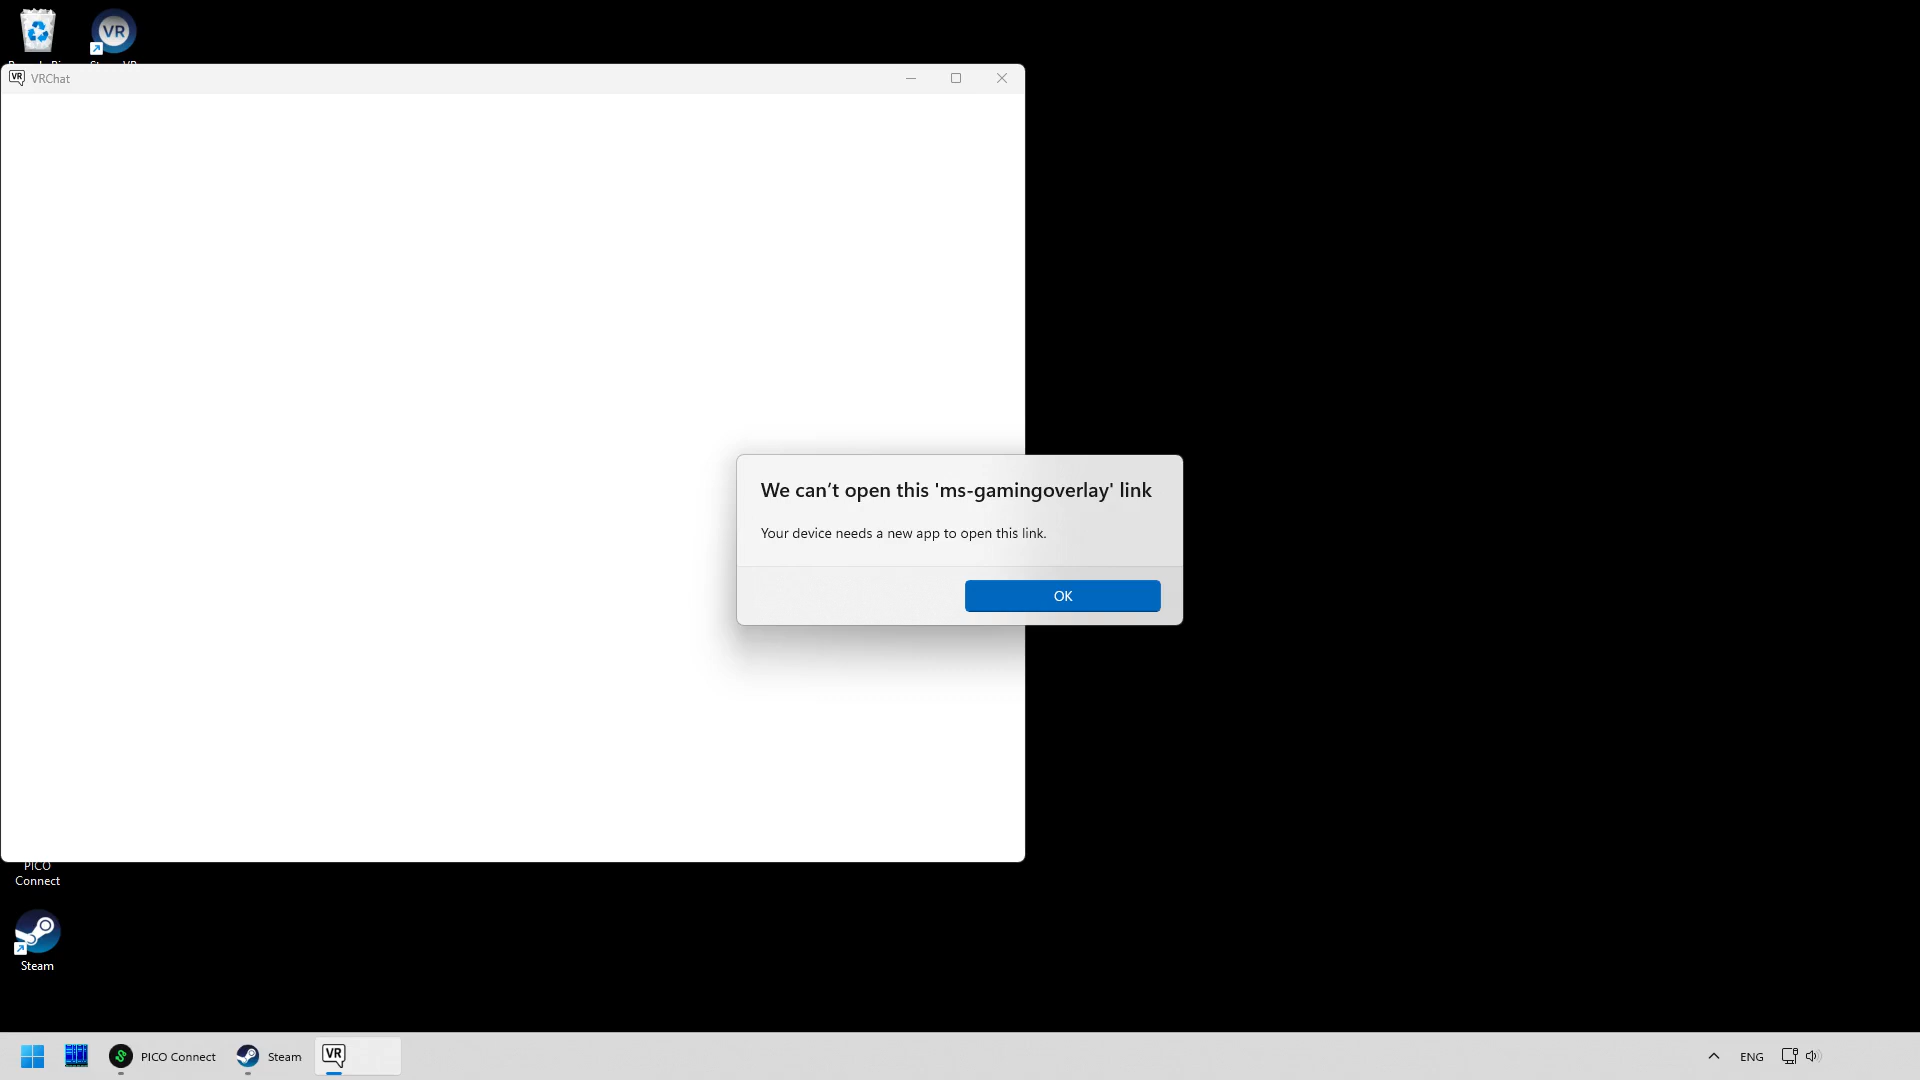 VR
VR
VRChat
We can’t open this 'ms-gamingoverlay' link
Your device needs a new app to open this link.
OK
PICO
Connect
Steam
PICO Connect
Steam
VR
ENG